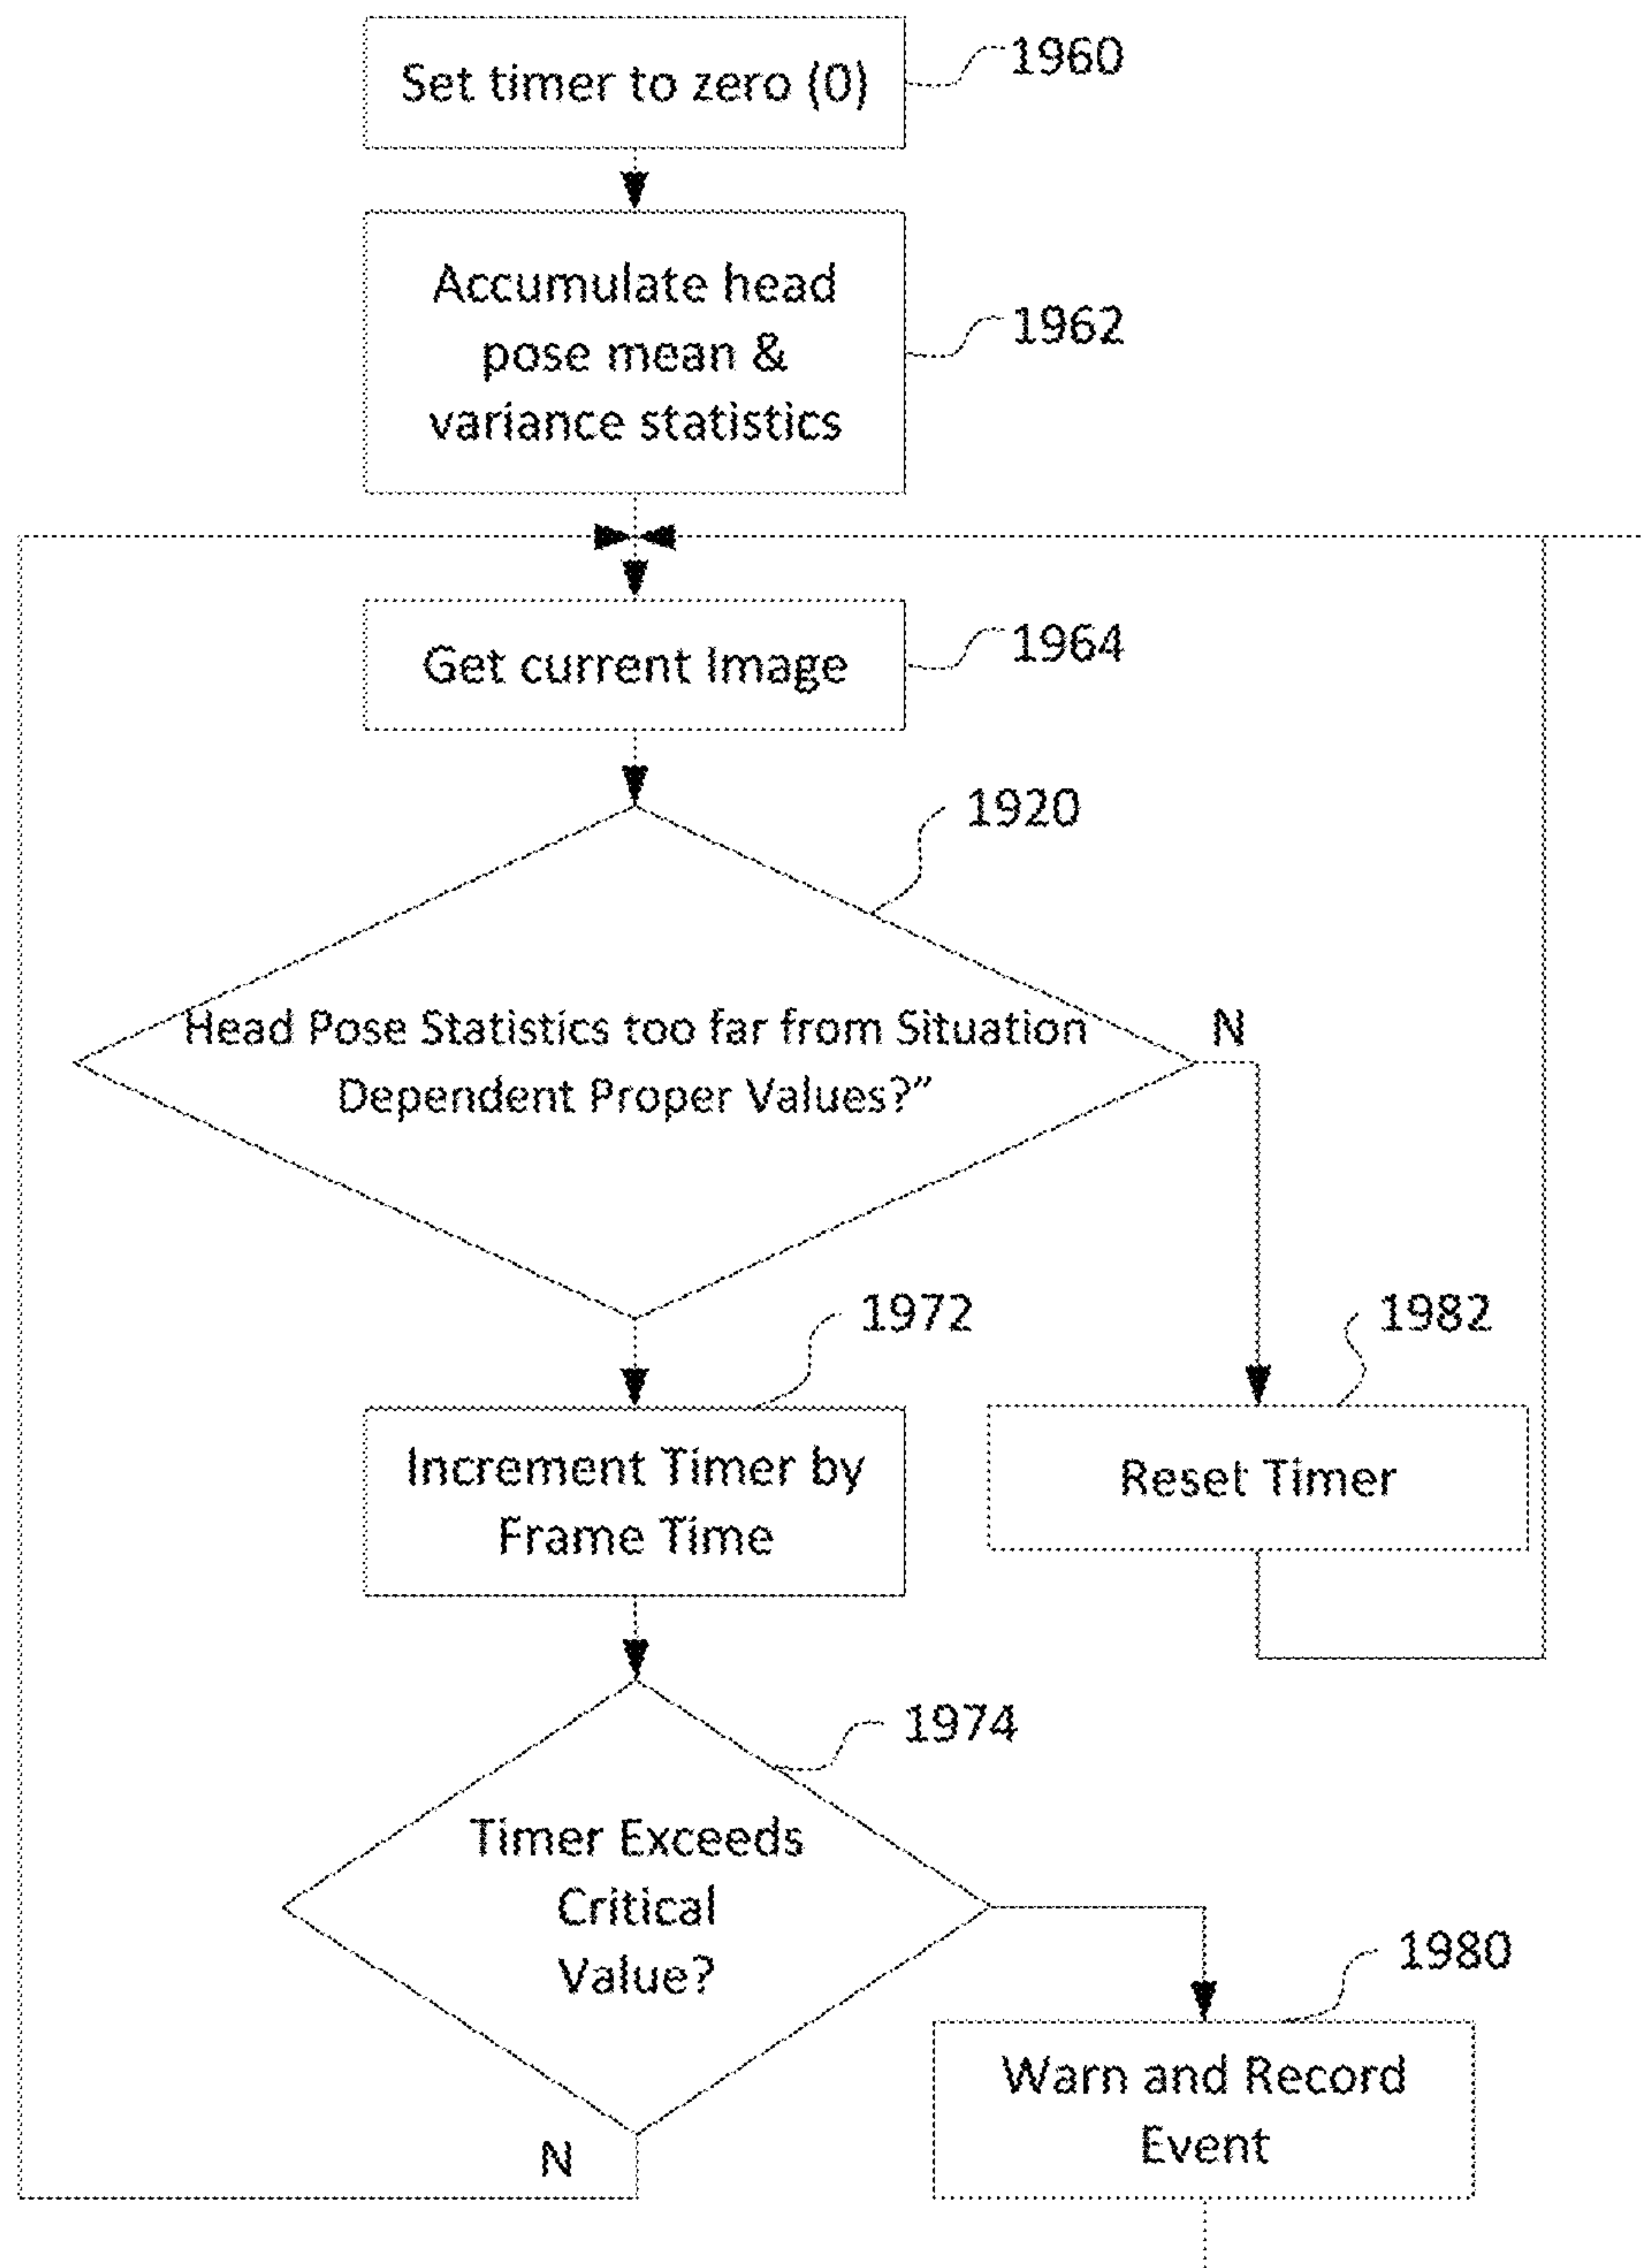 Set timer to zero (0)
1960
Accumulate head
pose mean &
variance statistics
1962
Get current Image
1964
1920
Head Pose Statistics too far from Situation
Dependent Proper Values?”
N
1972
1982
Increment Timer by
Frame Time
Reset Timer
1974
Timer Exceeds
Critical
Value?
1980
Warn and Record
Event
N